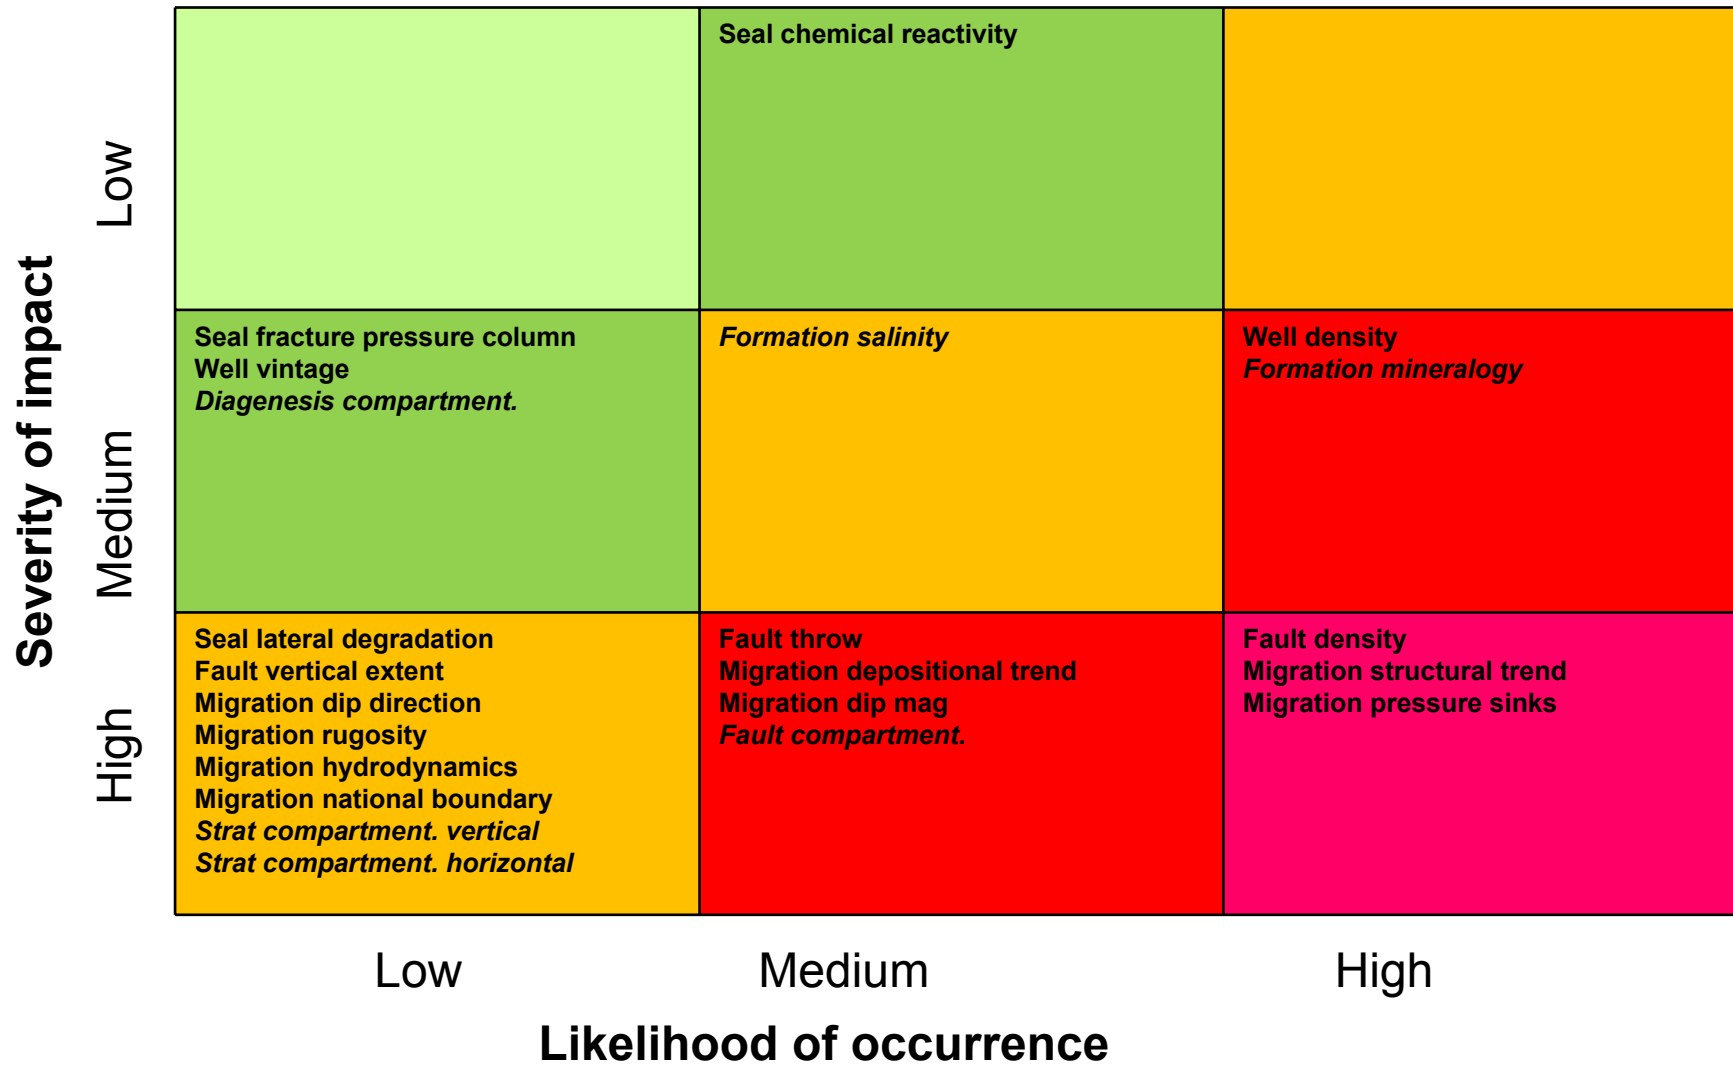 Severity of impact
Low
Seal chemical reactivity
Medium
Seal fracture pressure column
Well vintage
Diagenesis compartment.
Formation salinity
Well density
Formation mineralogy
High
Seal lateral degradation
Fault vertical extent
Migration dip direction
Migration rugosity
Migration hydrodynamics
Migration national boundary
Strat compartment. vertical
Strat compartment. horizontal
Fault throw
Migration depositional trend
Migration dip mag
Fault compartment.
Fault density
Migration structural trend
Migration pressure sinks
Low
Medium
High
Likelihood of occurrence